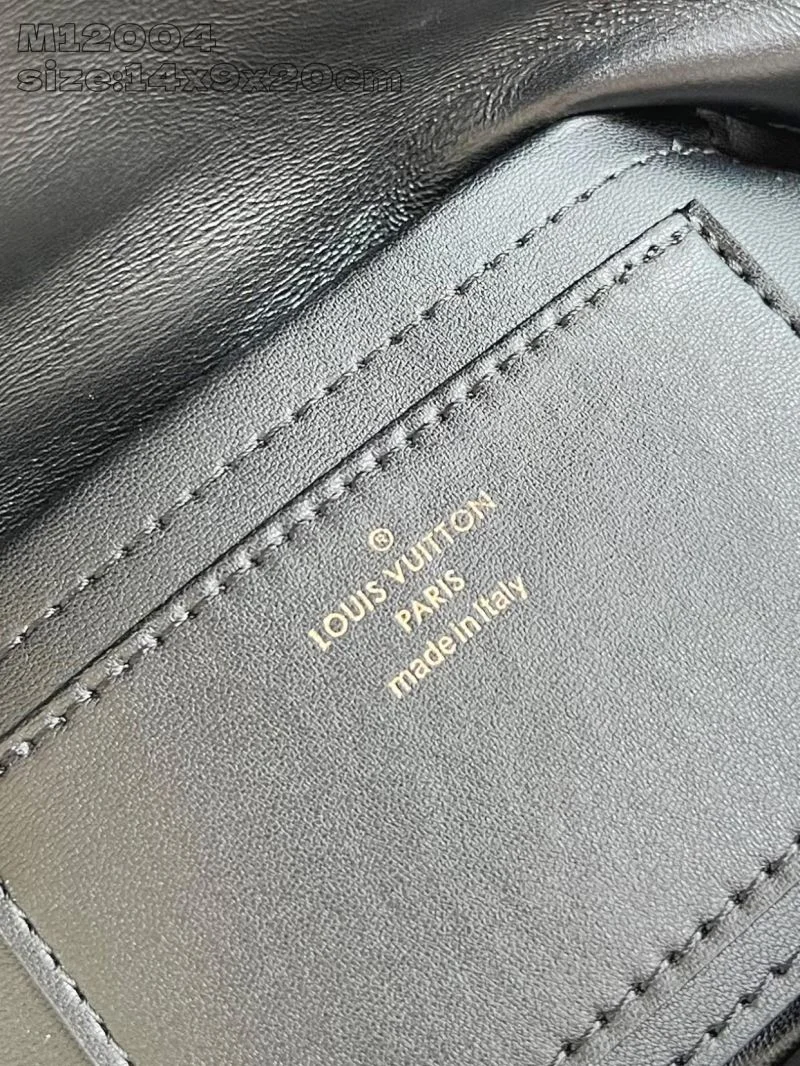 M12004
size:14x9x20cm
®
LOUIS VUITTON
PARIS
made in Italy